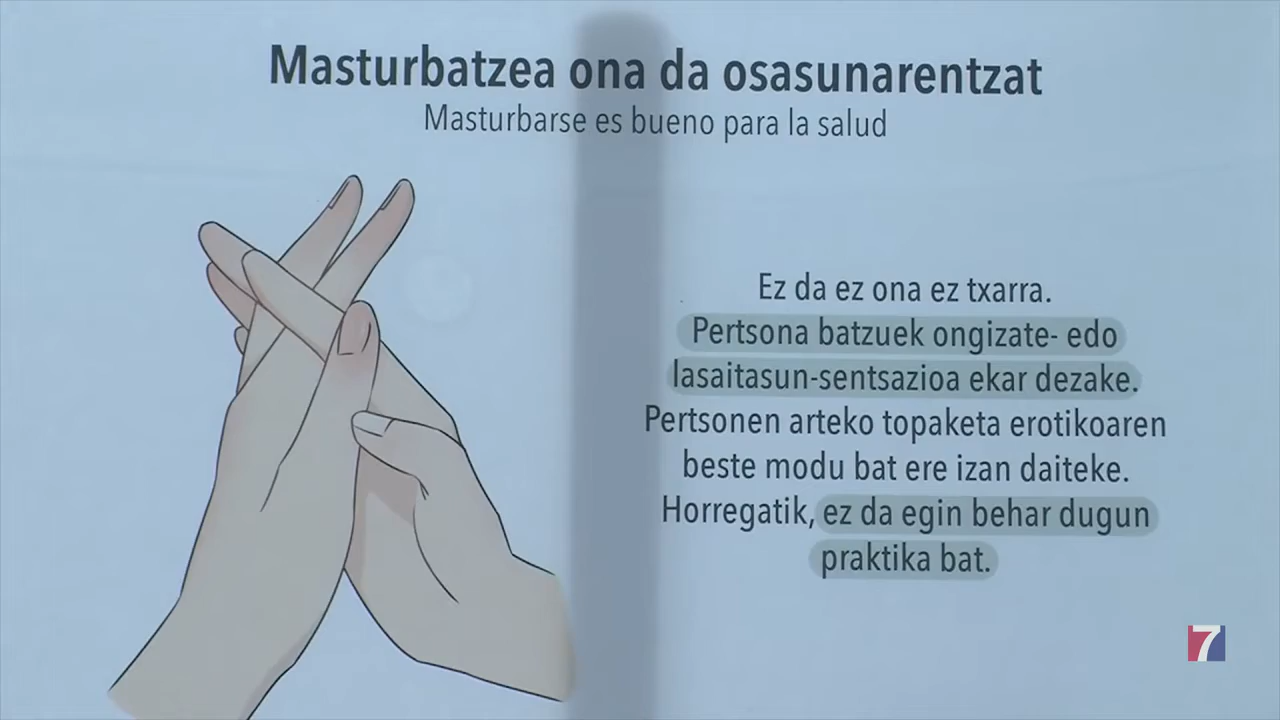 Masturbatzea ona da osasunarentzat
Masturbarse es bueno para la salud
Ez da ez ona ez txarra.
Pertsona batzuek ongizate- edo
lasaitasun-sentsazioa ekar dezake.
Pertsonen arteko topaketa erotikoaren
beste modu bat ere izan daiteke.
Horregatik, ez da egin behar dugun
praktika bat.
7